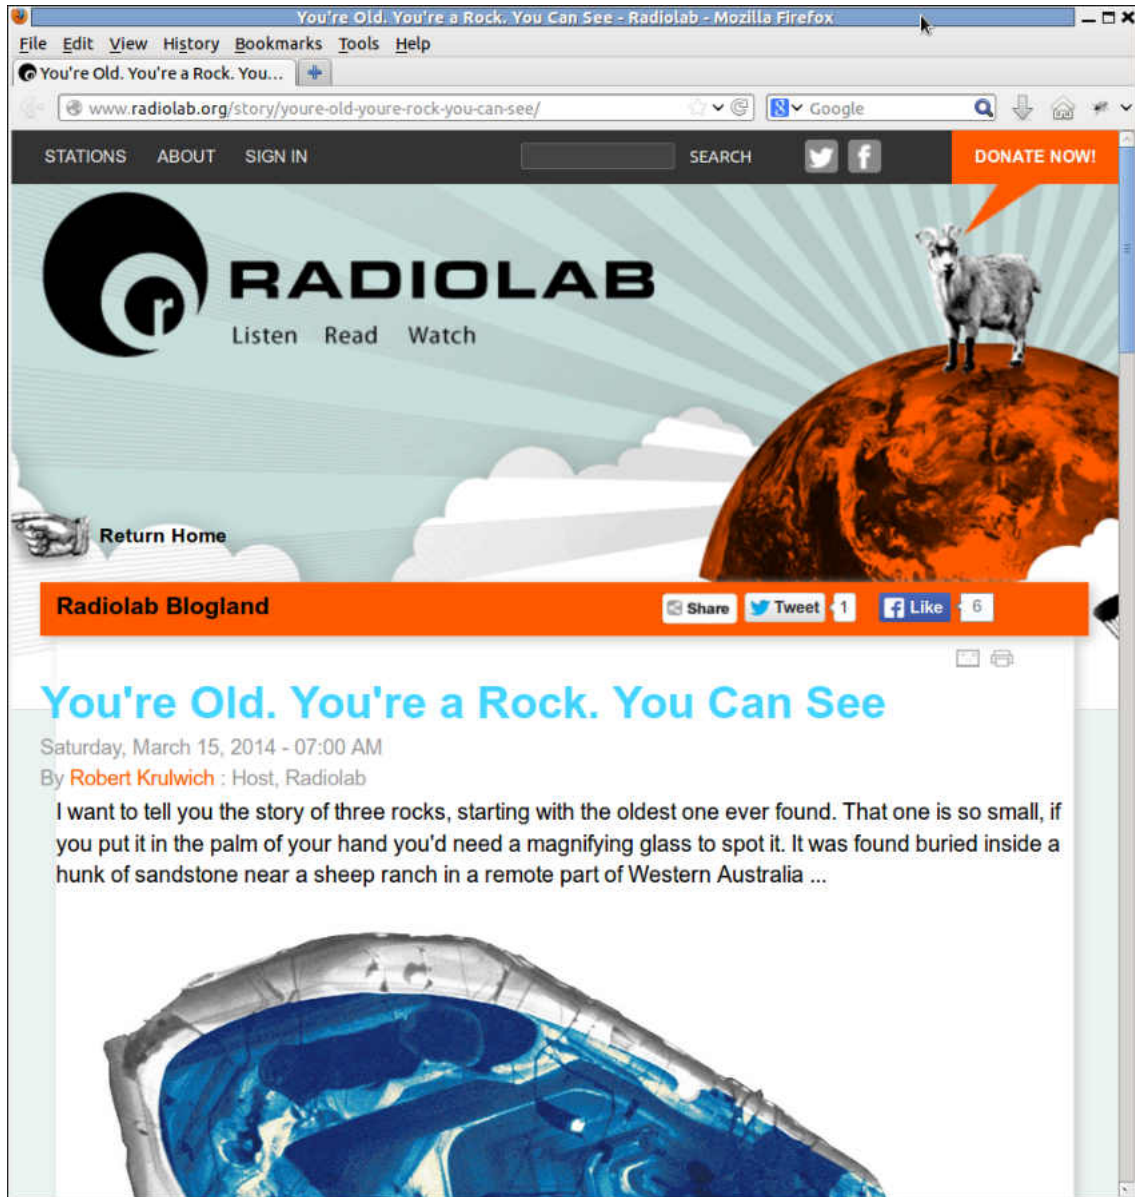 You're Old. You're a Rock. You Can See - Radiolab - Mozilla Firefox
File Edit View History Bookmarks Tools Help
You're Old. You're a Rock. You...
www.radiolab.org/story/youre-old-youre-rock-you-can-see/ Google
STATIONS ABOUT SIGN IN SEARCH DONATE NOW!
r RADIOLAB
Listen Read Watch
Return Home
Radiolab Blogland Share Tweet 1 Like 6
You're Old. You're a Rock. You Can See
Saturday, March 15, 2014 - 07:00 AM
By Robert Krulwich : Host, Radiolab
I want to tell you the story of three rocks, starting with the oldest one ever found. That one is so small, if
you put it in the palm of your hand you'd need a magnifying glass to spot it. It was found buried inside a
hunk of sandstone near a sheep ranch in a remote part of Western Australia ...